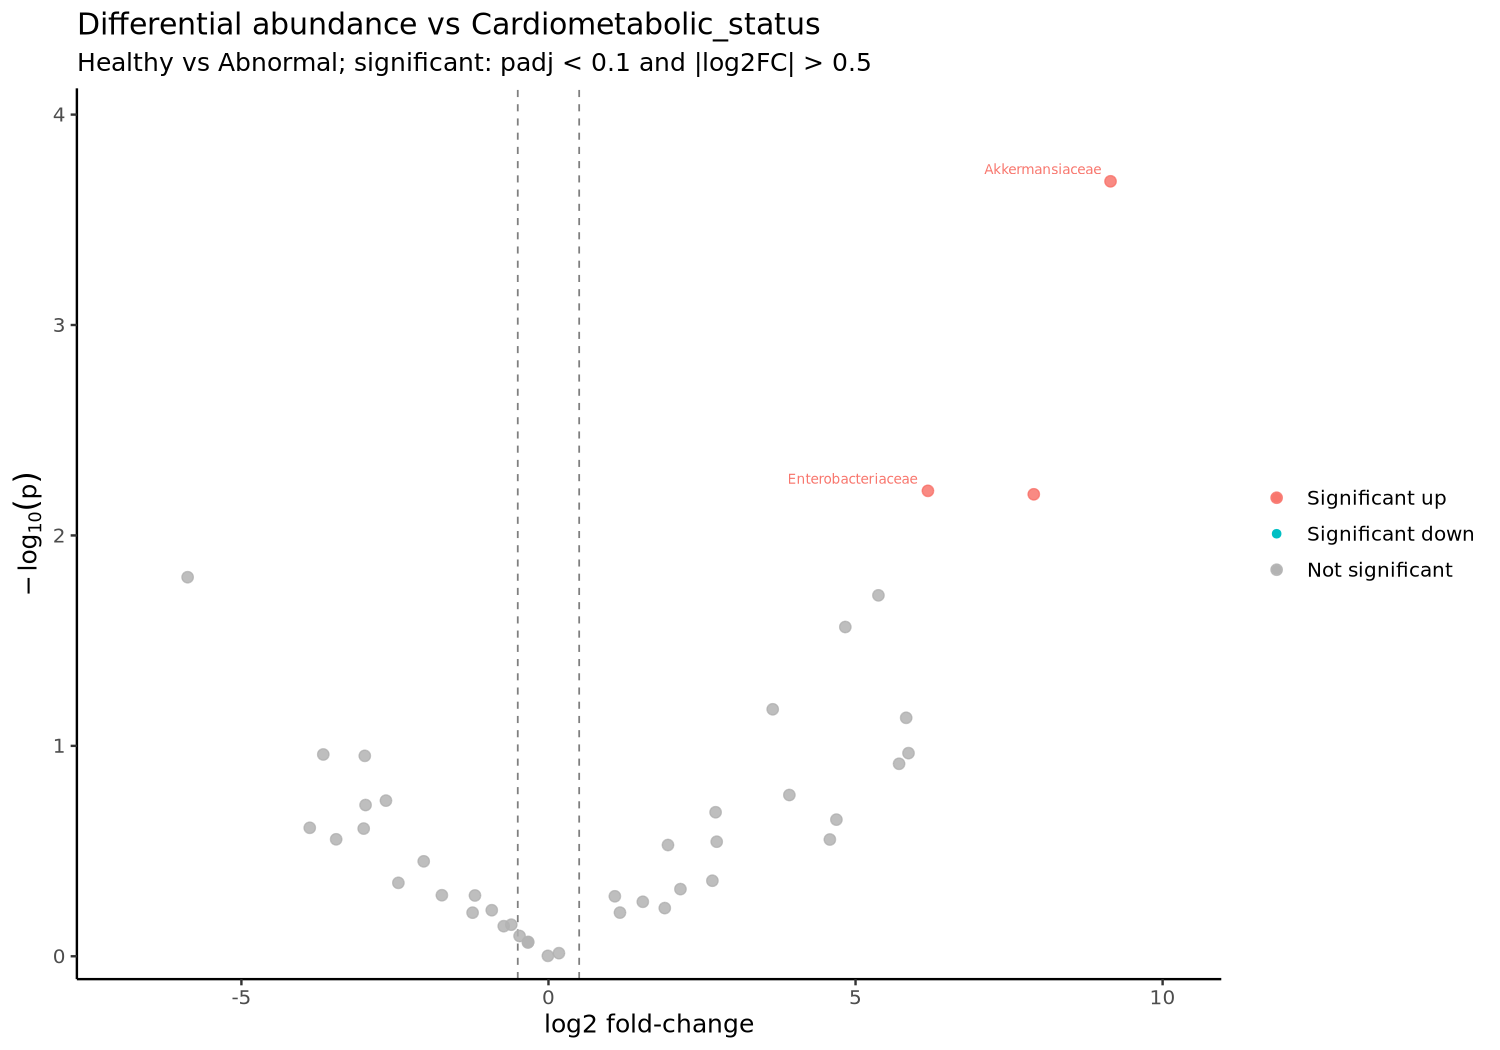 Differential abundance vs Cardiometabolic_status
Healthy vs Abnormal; significant: padj < 0.1 and |log2FC| > 0.5
4
3
2
1
0
−log10(p)
Akkermansiaceae
Enterobacteriaceae
Significant up
Significant down
Not significant
-5 0 5 10
log2 fold-change